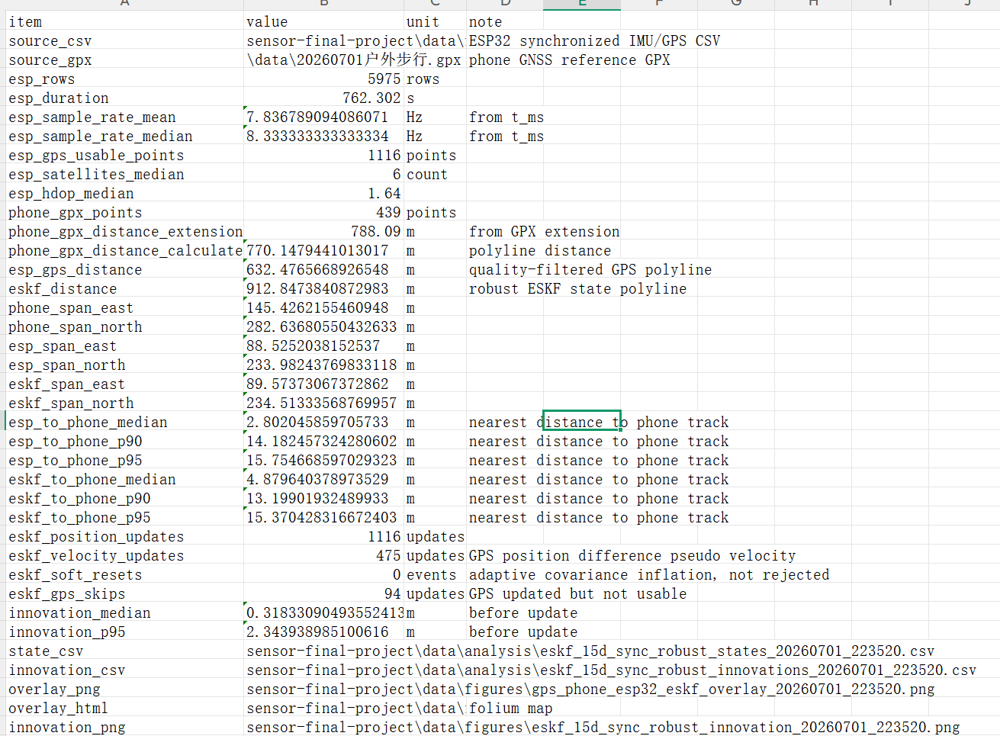 A B C D E F G H I J
item value unit note
source_csv sensor-final-project\data\ ESP32 synchronized IMU/GPS CSV
source_gpx \data\20260701户外步行.gpx phone GNSS reference GPX
esp_rows 5975 rows
esp_duration 762.302 s
esp_sample_rate_mean 7.836789094086071 Hz from t_ms
esp_sample_rate_median 8.333333333333334 Hz from t_ms
esp_gps_usable_points 1116 points
esp_satellites_median 6 count
esp_hdop_median 1.64
phone_gpx_points 439 points
phone_gpx_distance_extension 788.09 m from GPX extension
phone_gpx_distance_calculate 770.1479441013017 m polyline distance
esp_gps_distance 632.4765668926548 m quality-filtered GPS polyline
eskf_distance 912.8473840872983 m robust ESKF state polyline
phone_span_east 145.4262155460948 m
phone_span_north 282.63680550432633 m
esp_span_east 88.5252038152537 m
esp_span_north 233.98243769833118 m
eskf_span_east 89.57373067372862 m
eskf_span_north 234.51333568769957 m
esp_to_phone_median 2.802045859705733 m nearest distance to phone track
esp_to_phone_p90 14.182457324280602 m nearest distance to phone track
esp_to_phone_p95 15.754668597029323 m nearest distance to phone track
eskf_to_phone_median 4.879640378973529 m nearest distance to phone track
eskf_to_phone_p90 13.19901932489933 m nearest distance to phone track
eskf_to_phone_p95 15.370428316672403 m nearest distance to phone track
eskf_position_updates 1116 updates
eskf_velocity_updates 475 updates GPS position difference pseudo velocity
eskf_soft_resets 0 events adaptive covariance inflation, not rejected
eskf_gps_skips 94 updates GPS updated but not usable
innovation_median 0.31833090493552413 m before update
innovation_p95 2.343938985100616 m before update
state_csv sensor-final-project\data\analysis\eskf_15d_sync_robust_states_20260701_223520.csv
innovation_csv sensor-final-project\data\analysis\eskf_15d_sync_robust_innovations_20260701_223520.csv
overlay_png sensor-final-project\data\figures\gps_phone_esp32_eskf_overlay_20260701_223520.png
overlay_html sensor-final-project\data\ folium map
innovation_png sensor-final-project\data\figures\eskf_15d_sync_robust_innovation_20260701_223520.png